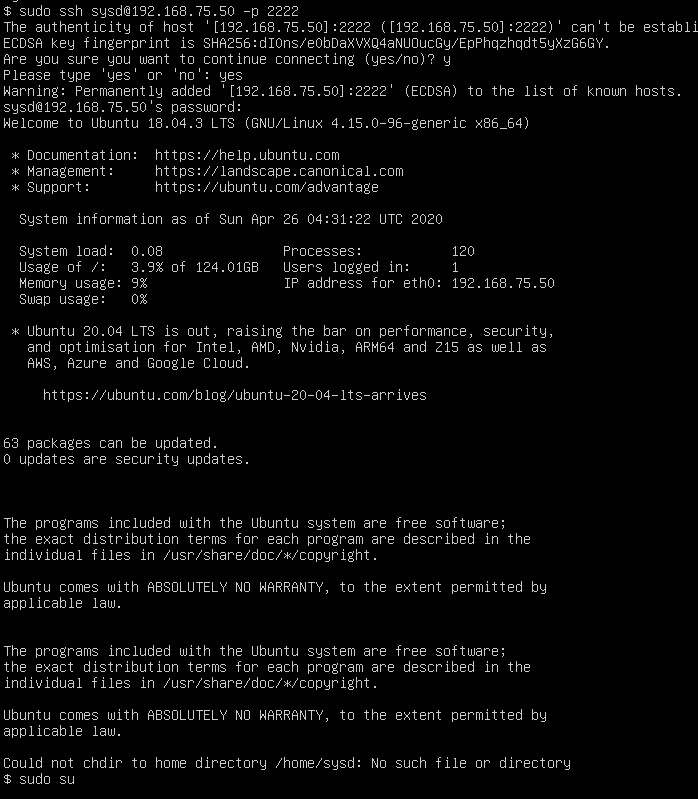 $ sudo ssh sysd@192.168.75.50 -p 2222
The authenticity of host '[192.168.75.50]:2222 ([192.168.75.50]:2222)' can't be establi
ECDSA key fingerprint is SHA256:dI0ns/e0bDaXVXQ4aNUOucGy/EpPhqzhqdt5yXzG6GY.
Are you sure you want to continue connecting (yes/no)? y
Please type 'yes' or 'no': yes
Warning: Permanently added '[192.168.75.50]:2222' (ECDSA) to the list of known hosts.
sysd@192.168.75.50's password:
Welcome to Ubuntu 18.04.3 LTS (GNU/Linux 4.15.0-96-generic x86_64)
* Documentation:  https://help.ubuntu.com
* Management:     https://landscape.canonical.com
* Support:        https://ubuntu.com/advantage
System information as of Sun Apr 26 04:31:22 UTC 2020
System load:  0.08               Processes:           120
Usage of /:   3.9% of 124.01GB   Users logged in:     1
Memory usage: 9%                 IP address for eth0: 192.168.75.50
Swap usage:   0%
* Ubuntu 20.04 LTS is out, raising the bar on performance, security,
and optimisation for Intel, AMD, Nvidia, ARM64 and Z15 as well as
AWS, Azure and Google Cloud.
https://ubuntu.com/blog/ubuntu-20-04-lts-arrives
63 packages can be updated.
0 updates are security updates.
The programs included with the Ubuntu system are free software;
the exact distribution terms for each program are described in the
individual files in /usr/share/doc/*/copyright.
Ubuntu comes with ABSOLUTELY NO WARRANTY, to the extent permitted by
applicable law.
The programs included with the Ubuntu system are free software;
the exact distribution terms for each program are described in the
individual files in /usr/share/doc/*/copyright.
Ubuntu comes with ABSOLUTELY NO WARRANTY, to the extent permitted by
applicable law.
Could not chdir to home directory /home/sysd: No such file or directory
$ sudo su